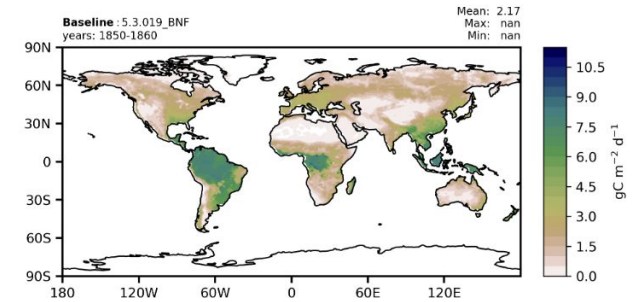 Baseline : 5.3.019_BNF
years: 1850-1860
Mean: 2.17
Max: nan
Min: nan
90N
60N
30N
0
30S
60S
90S
180
120W
60W
0
60E
120E
10.5
9.0
7.5
6.0
4.5
3.0
1.5
0.0
gC m⁻² d⁻¹